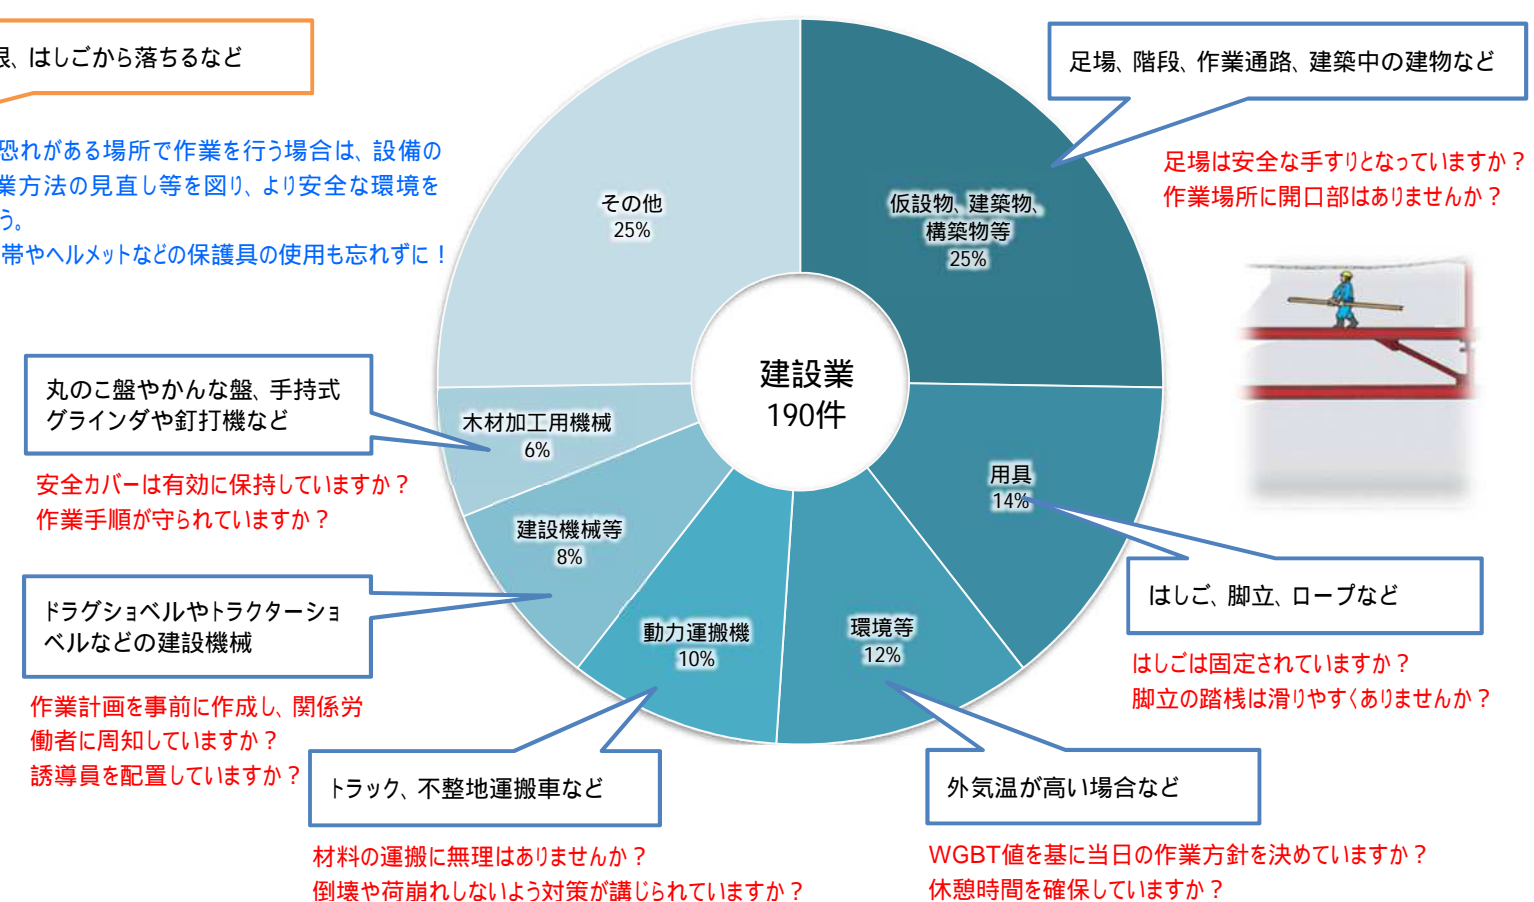 、はしごから落ちるなど
恐れがある場所で作業を行う場合は、設備の
業方法の見直し等を図り、より安全な環境を
う。
帯やヘルメットなどの保護具の使用も忘れずに！
足場、階段、作業通路、建築中の建物など
足場は安全な手すりとなっていますか？
作業場所に開口部はありませんか？
その他
25%
仮設物、建築物、
構築物等
25%
建設業
190件
丸のこ盤やかんな盤、手持式
グラインダや釘打機など
安全カバーは有効に保持していますか？
作業手順が守られていますか？
木材加工用機械
6%
用具
14%
建設機械等
8%
ドラグショベルやトラクターショ
ベルなどの建設機械
作業計画を事前に作成し、関係労
働者に周知していますか？
誘導員を配置していますか？
動力運搬機
10%
環境等
12%
はしご、脚立、ロープなど
はしごは固定されていますか？
脚立の踏桟は滑りやすくありませんか？
トラック、不整地運搬車など
材料の運搬に無理はありませんか？
倒壊や荷崩れしないよう対策が講じられていますか？
外気温が高い場合など
WGBT値を基に当日の作業方針を決めていますか？
休憩時間を確保していますか？